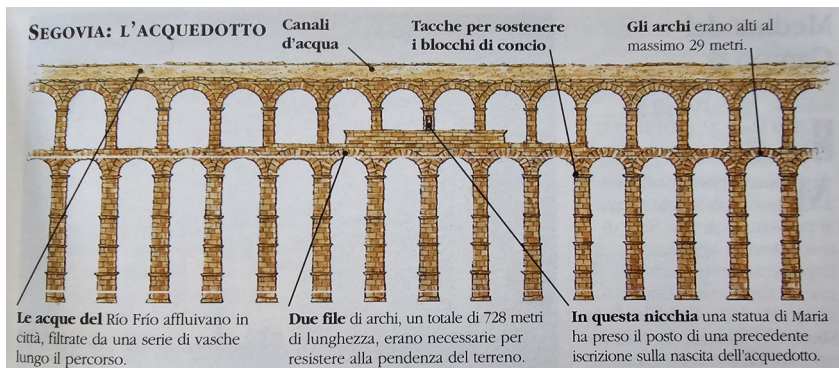 SEGOVIA: L'ACQUEDOTTO
Canali
d'acqua
Tacche per sostenere
i blocchi di concio
Gli archi erano alti al
massimo 29 metri.
Le acque del Río Frío affluivano in
città, filtrate da una serie di vasche
lungo il percorso.
Due file di archi, un totale di 728 metri
di lunghezza, erano necessarie per
resistere alla pendenza del terreno.
In questa nicchia una statua di Maria
ha preso il posto di una precedente
iscrizione sulla nascita dell'acquedotto.